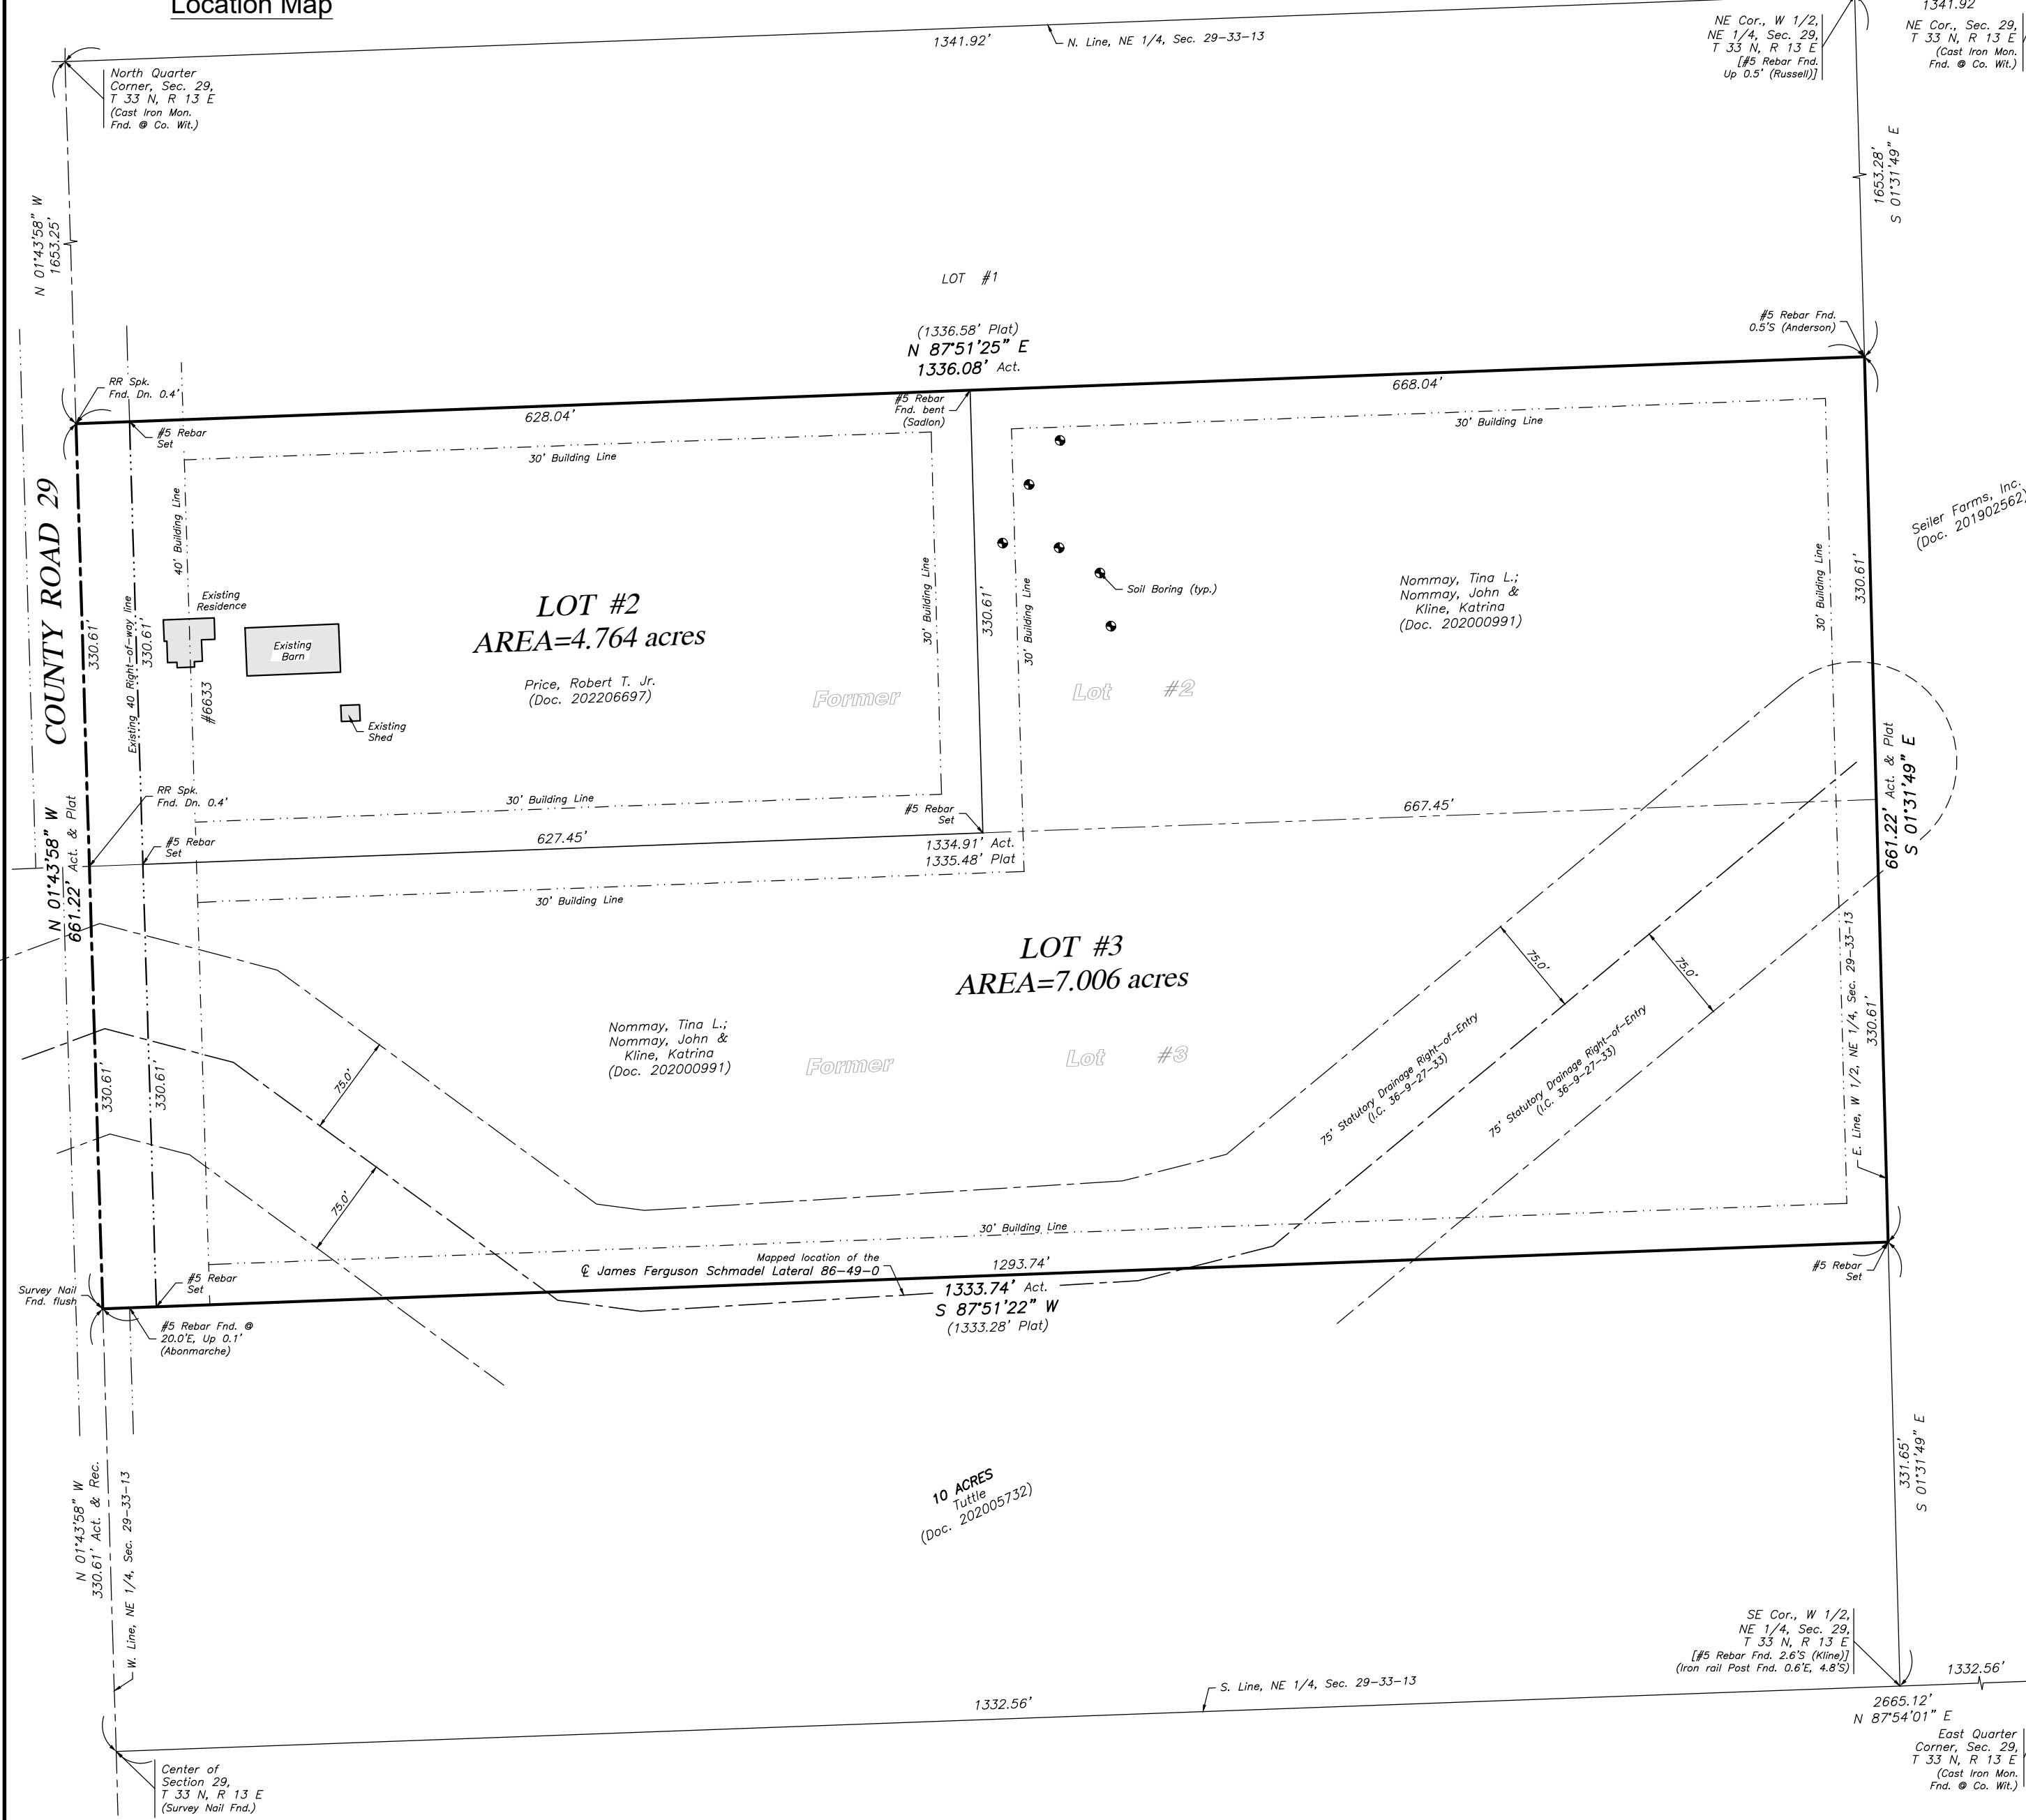 Location Map
1341.92'
N. Line, NE 1/4, Sec. 29-33-13
NE Cor., W 1/2,
NE 1/4, Sec. 29,
T 33 N, R 13 E
[#5 Rebar Fnd.
Up 0.5' (Russell)]
1341.92
NE Cor., Sec. 29,
T 33 N, R 13 E
(Cast Iron Mon.
Fnd. @ Co. Wit.)
North Quarter
Corner, Sec. 29,
T 33 N, R 13 E
(Cast Iron Mon.
Fnd. @ Co. Wit.)
N 01°43'58" W
1653.25'
1653.28'
S 01°31'49" E
LOT #1
(1336.58' Plat)
N 87°51'25" E
1336.08' Act.
#5 Rebar Fnd.
0.5'S (Anderson)
RR Spk.
Fnd. Dn. 0.4'
#5 Rebar
Set
628.04'
#5 Rebar
Fnd. bent
(Sadlon)
668.04'
30' Building Line
30' Building Line
COUNTY ROAD 29
330.61'
Existing 40 Right-of-way line
330.61'
40' Building Line
Existing
Residence
Existing
Barn
#6633
Existing
Shed
LOT #2
AREA=4.764 acres
Price, Robert T. Jr.
(Doc. 202206697)
Former Lot #2
30' Building Line
330.61'
30' Building Line
Soil Boring (typ.)
Nommay, Tina L.;
Nommay, John &
Kline, Katrina
(Doc. 202000991)
30' Building Line
330.61'
Seiler Farms, Inc.
(Doc. 201902562)
661.22' Act. & Plat
S 01°31'49" E
N 01°43'58" W
661.22' Act. & Plat
RR Spk.
Fnd. Dn. 0.4'
#5 Rebar
Set
30' Building Line
627.45'
#5 Rebar
Set
667.45'
1334.91' Act.
1335.48' Plat
30' Building Line
LOT #3
AREA=7.006 acres
Nommay, Tina L.;
Nommay, John &
Kline, Katrina
(Doc. 202000991)
Former Lot #3
75.0'
75.0'
75.0'
75.0'
75' Statutory Drainage Right-of-Entry
(I.C. 36-9-27-33)
75' Statutory Drainage Right-of-Entry
(I.C. 36-9-27-33)
E. Line, W 1/2, NE 1/4, Sec. 29-33-13
330.61'
330.61'
330.61'
30' Building Line
Mapped location of the
℄ James Ferguson Schmadel Lateral 86-49-0
1293.74'
1333.74' Act.
S 87°51'22" W
(1333.28' Plat)
Survey Nail
Fnd. flush
#5 Rebar
Set
#5 Rebar Fnd. @
20.0'E, Up 0.1'
(Abonmarche)
#5 Rebar
Set
N 01°43'58" W
330.61' Act. & Rec.
W. Line, NE 1/4, Sec. 29-33-13
10 ACRES
Tuttle
(Doc. 202005732)
331.65'
S 01°31'49" E
SE Cor., W 1/2,
NE 1/4, Sec. 29,
T 33 N, R 13 E
[#5 Rebar Fnd. 2.6'S (Kline)]
(Iron rail Post Fnd. 0.6'E, 4.8'S)
1332.56'
S. Line, NE 1/4, Sec. 29-33-13
1332.56'
2665.12'
N 87°54'01" E
East Quarter
Corner, Sec. 29,
T 33 N, R 13 E
(Cast Iron Mon.
Fnd. @ Co. Wit.)
Center of
Section 29,
T 33 N, R 13 E
(Survey Nail Fnd.)